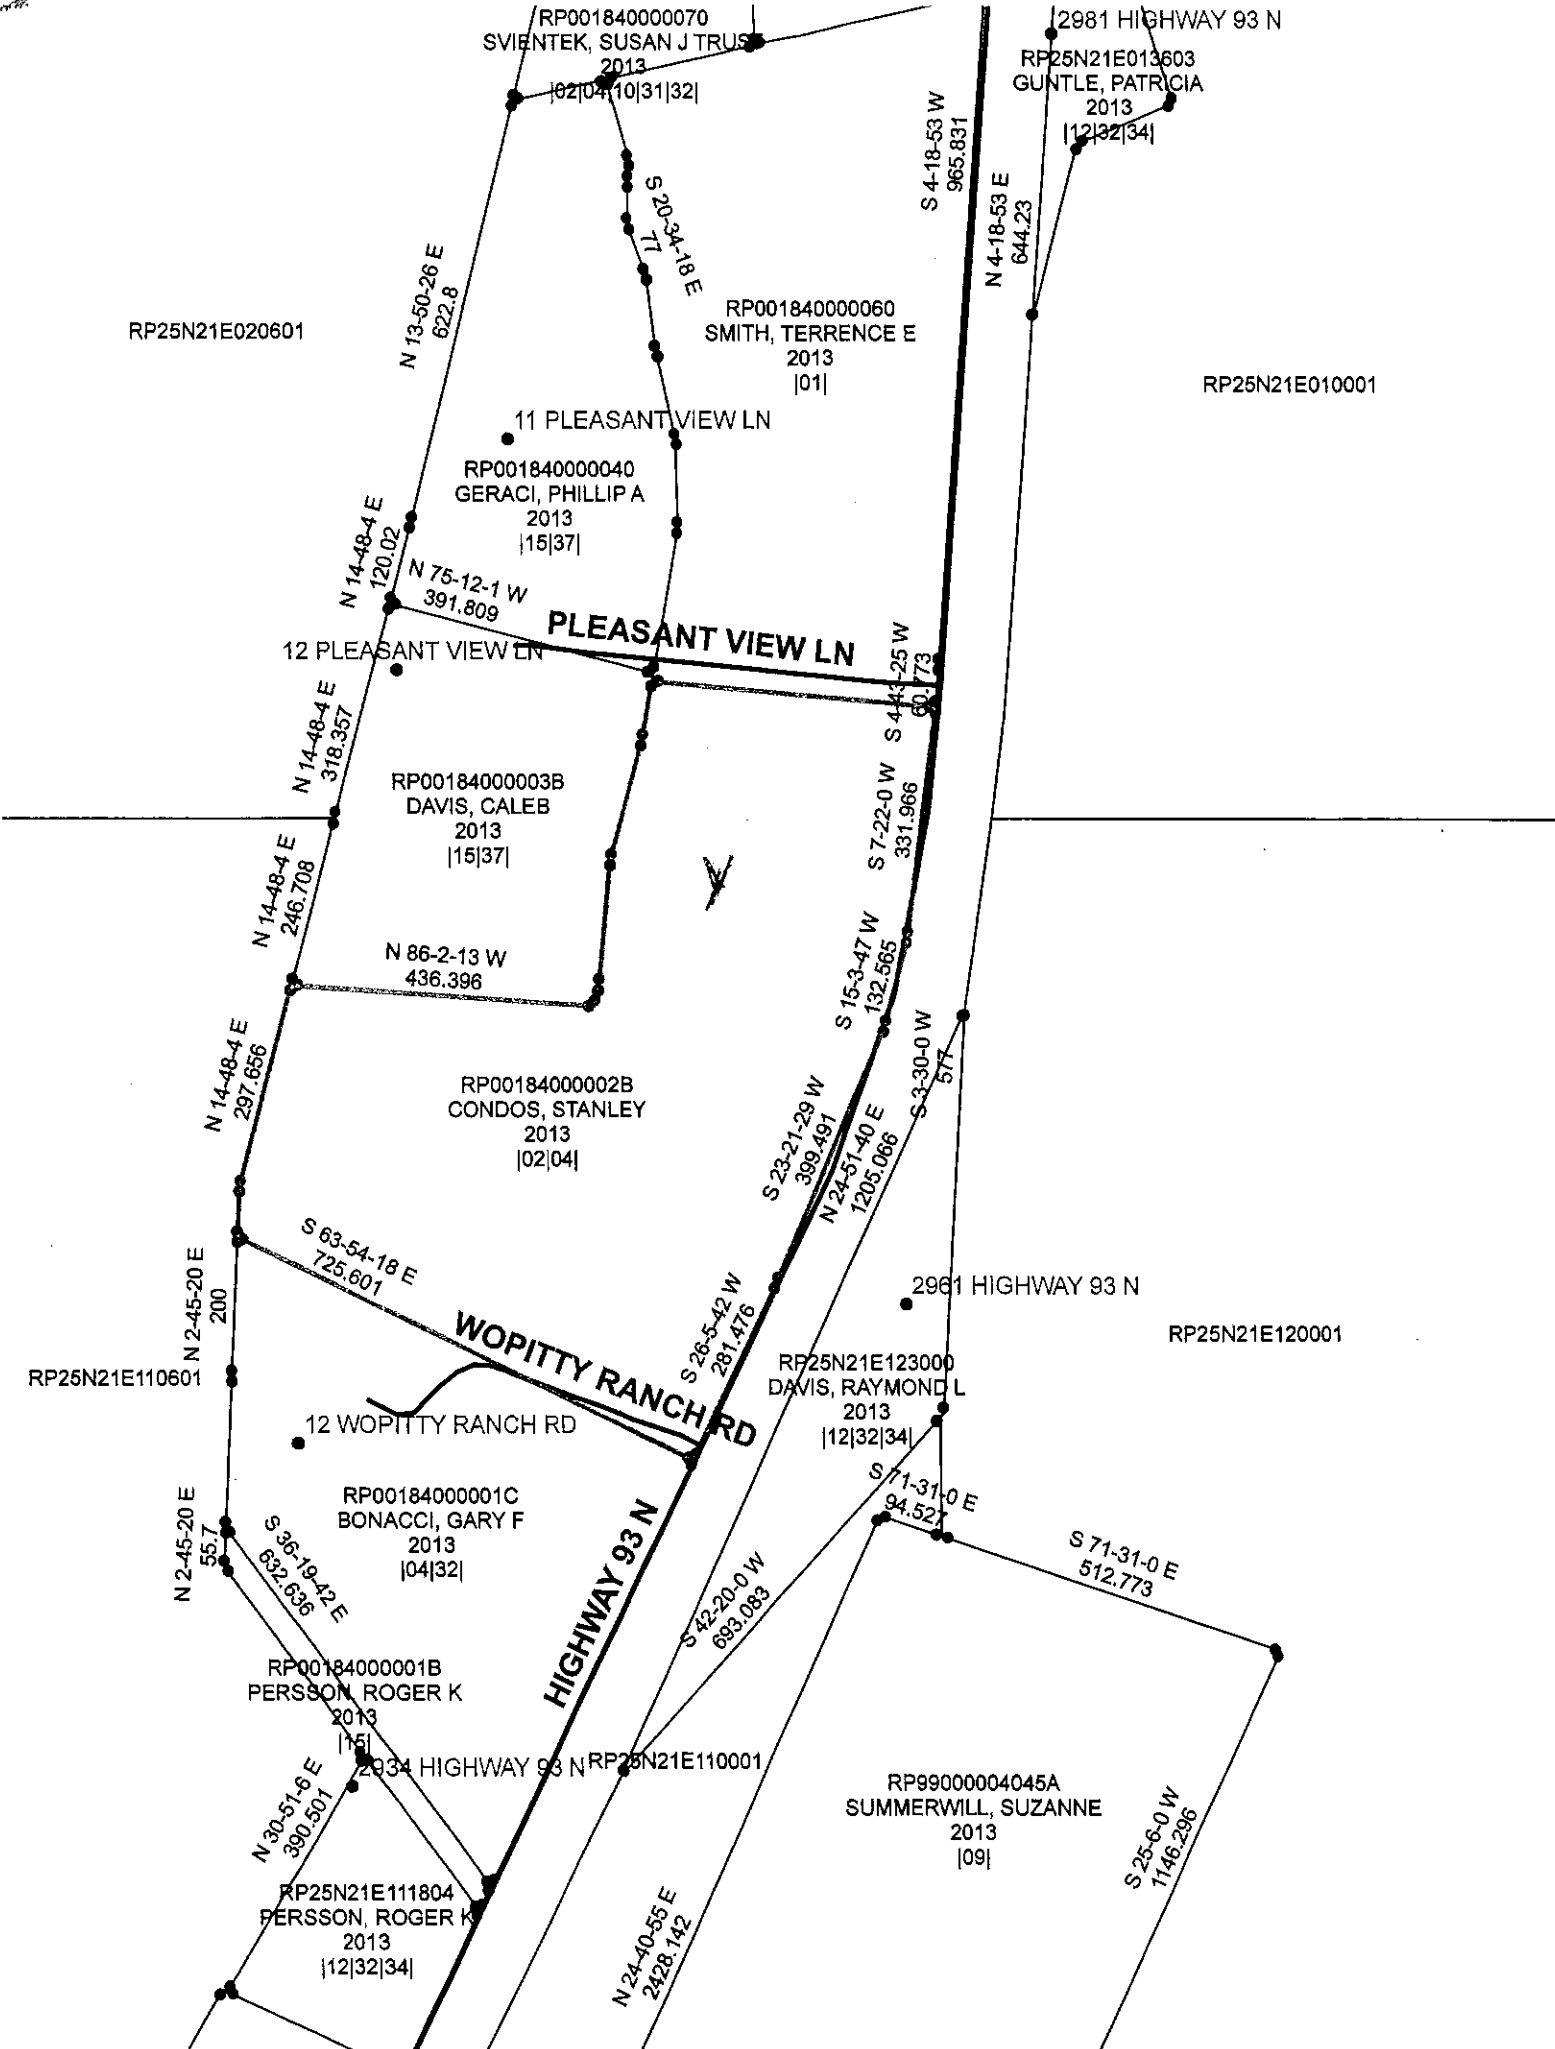 RP001840000070
SVIENTEK, SUSAN J TRUST
2013
|02|04|10|31|32|
2981 HIGHWAY 93 N
RP25N21E013603
GUNTLE, PATRICIA
2013
|12|32|34|
S 4-18-53 W
965.831
N 4-18-53 E
644.23
S 20-34-18 E
77
N 13-50-26 E
622.8
RP25N21E020601
RP001840000060
SMITH, TERRENCE E
2013
|01|
RP25N21E010001
11 PLEASANT VIEW LN
RP001840000040
GERACI, PHILLIP A
2013
|15|37|
N 14-48-4 E
120.02
N 75-12-1 W
391.809
PLEASANT VIEW LN
12 PLEASANT VIEW LN
S 4-43-25 W
60.773
N 14-48-4 E
318.357
RP00184000003B
DAVIS, CALEB
2013
|15|37|
S 7-22-0 W
331.966
N 14-48-4 E
246.708
N 86-2-13 W
436.396
S 15-3-47 W
132.565
S 3-30-0 W
577
N 14-48-4 E
297.656
RP00184000002B
CONDOS, STANLEY
2013
|02|04|
S 23-21-29 W
399.491
N 24-51-40 E
1205.066
S 63-54-18 E
725.601
N 2-45-20 E
200
WOPITTY RANCH RD
S 26-5-42 W
281.476
2961 HIGHWAY 93 N
RP25N21E120001
RP25N21E110601
RP25N21E123000
DAVIS, RAYMOND L
2013
|12|32|34|
12 WOPITTY RANCH RD
S 71-31-0 E
94.527
RP00184000001C
BONACCI, GARY F
2013
|04|32|
N 2-45-20 E
55.7
S 36-19-42 E
632.636
HIGHWAY 93 N
S 42-20-0 W
693.083
S 71-31-0 E
512.773
RP00184000001B
PERSSON, ROGER K
2013
|15|
2934 HIGHWAY 93 N
RP25N21E110001
RP99000004045A
SUMMERWILL, SUZANNE
2013
|09|
N 30-51-6 E
390.501
S 25-6-0 W
1146.296
RP25N21E111804
PERSSON, ROGER K
2013
|12|32|34|
N 24-40-55 E
2428.142